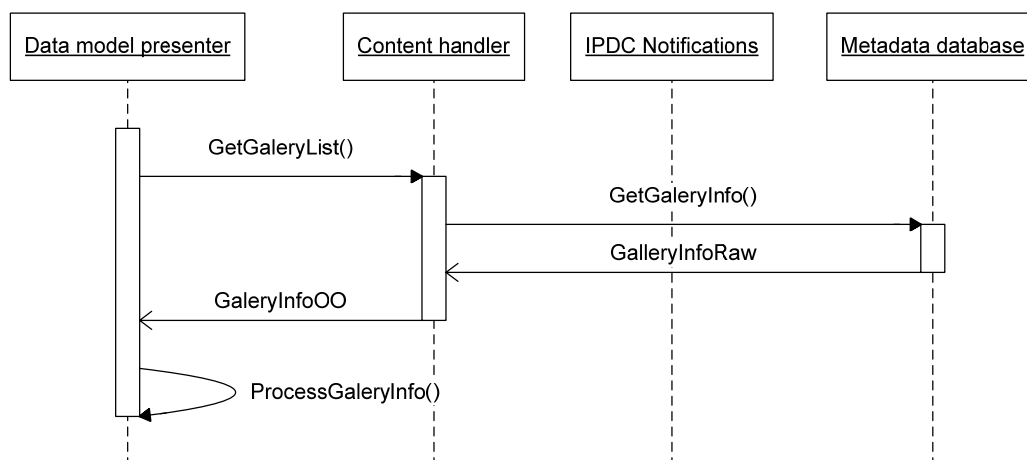 Data model presenter
Content handler
IPDC Notifications
Metadata database
GetGaleryList()
GetGaleryInfo()
GalleryInfoRaw
GaleryInfoOO
ProcessGaleryInfo()